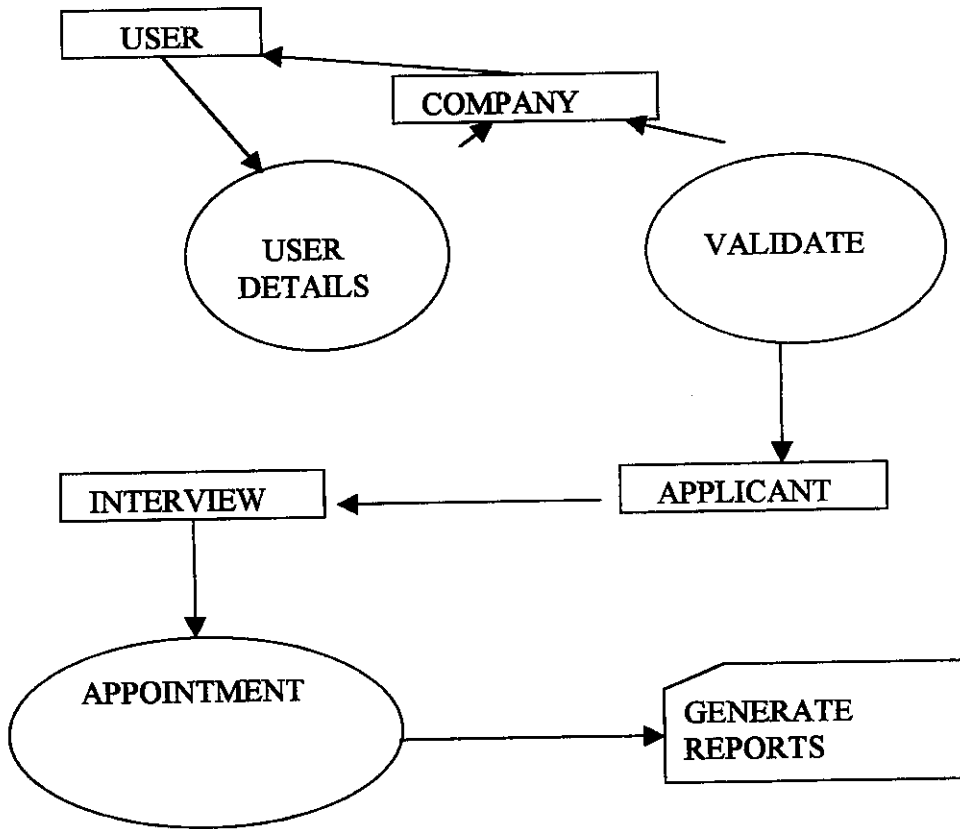 USER
COMPANY
USER
DETAILS
VALIDATE
INTERVIEW
APPLICANT
APPOINTMENT
GENERATE
REPORTS